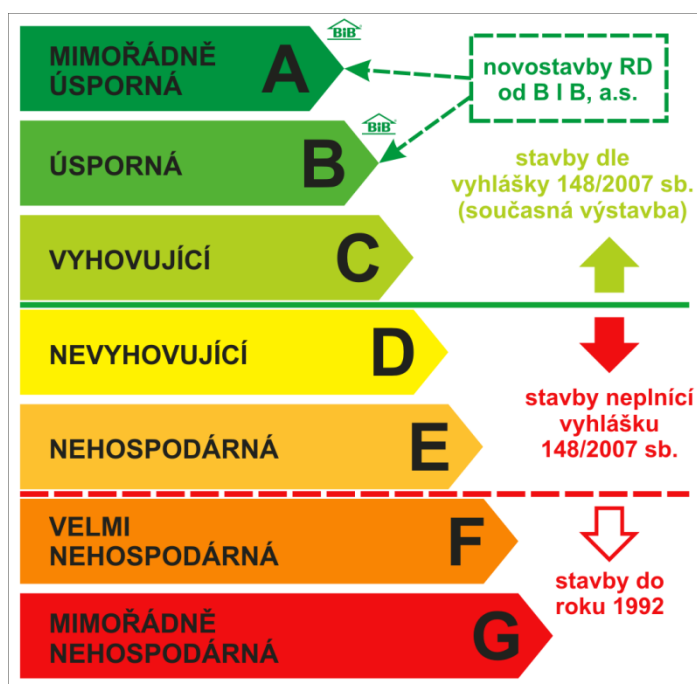 MIMOŘÁDNĚ
ÚSPORNÁ
A
BiB
novostavby RD
od B I B, a.s.
ÚSPORNÁ
B
BiB
stavby dle
vyhlášky 148/2007 sb.
(současná výstavba)
VYHOVUJÍCÍ
C
NEVYHOVUJÍCÍ
D
stavby neplnící
vyhlášku
148/2007 sb.
NEHOSPODÁRNÁ
E
VELMI
NEHOSPODÁRNÁ
F
stavby do
roku 1992
MIMOŘÁDNĚ
NEHOSPODÁRNÁ
G